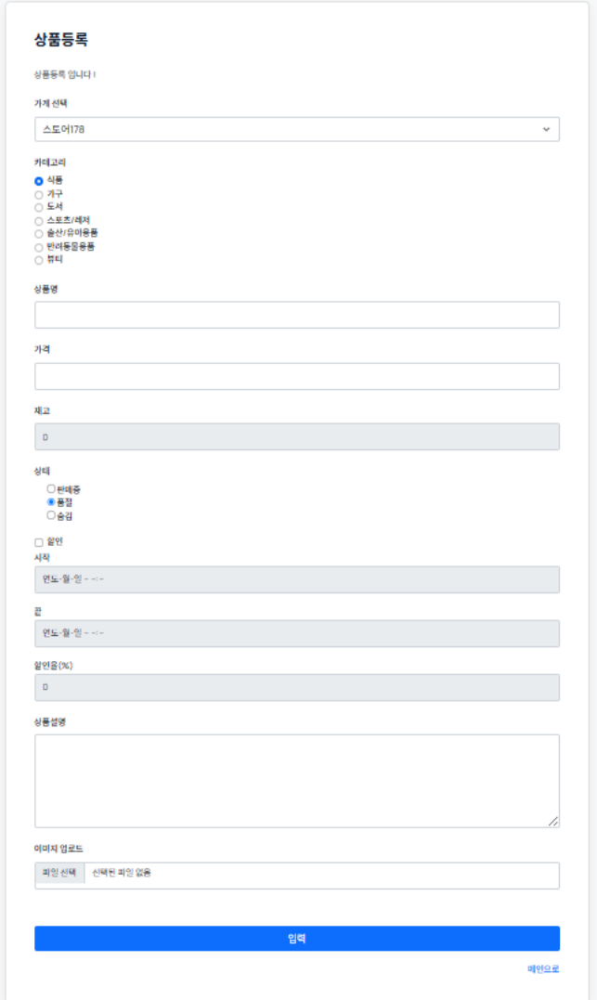 상품등록
상품등록 입니다 !
가게 선택
스토어178
카테고리
식품
가구
도서
스포츠/레저
출산/유아용품
반려동물용품
뷰티
상품명
가격
재고
0
상태
판매중
품절
숨김
할인
시작
연도-월-일 -- --:--
끝
연도-월-일 -- --:--
할인율(%)
0
상품설명
이미지 업로드
파일 선택 선택된 파일 없음
입력
메인으로